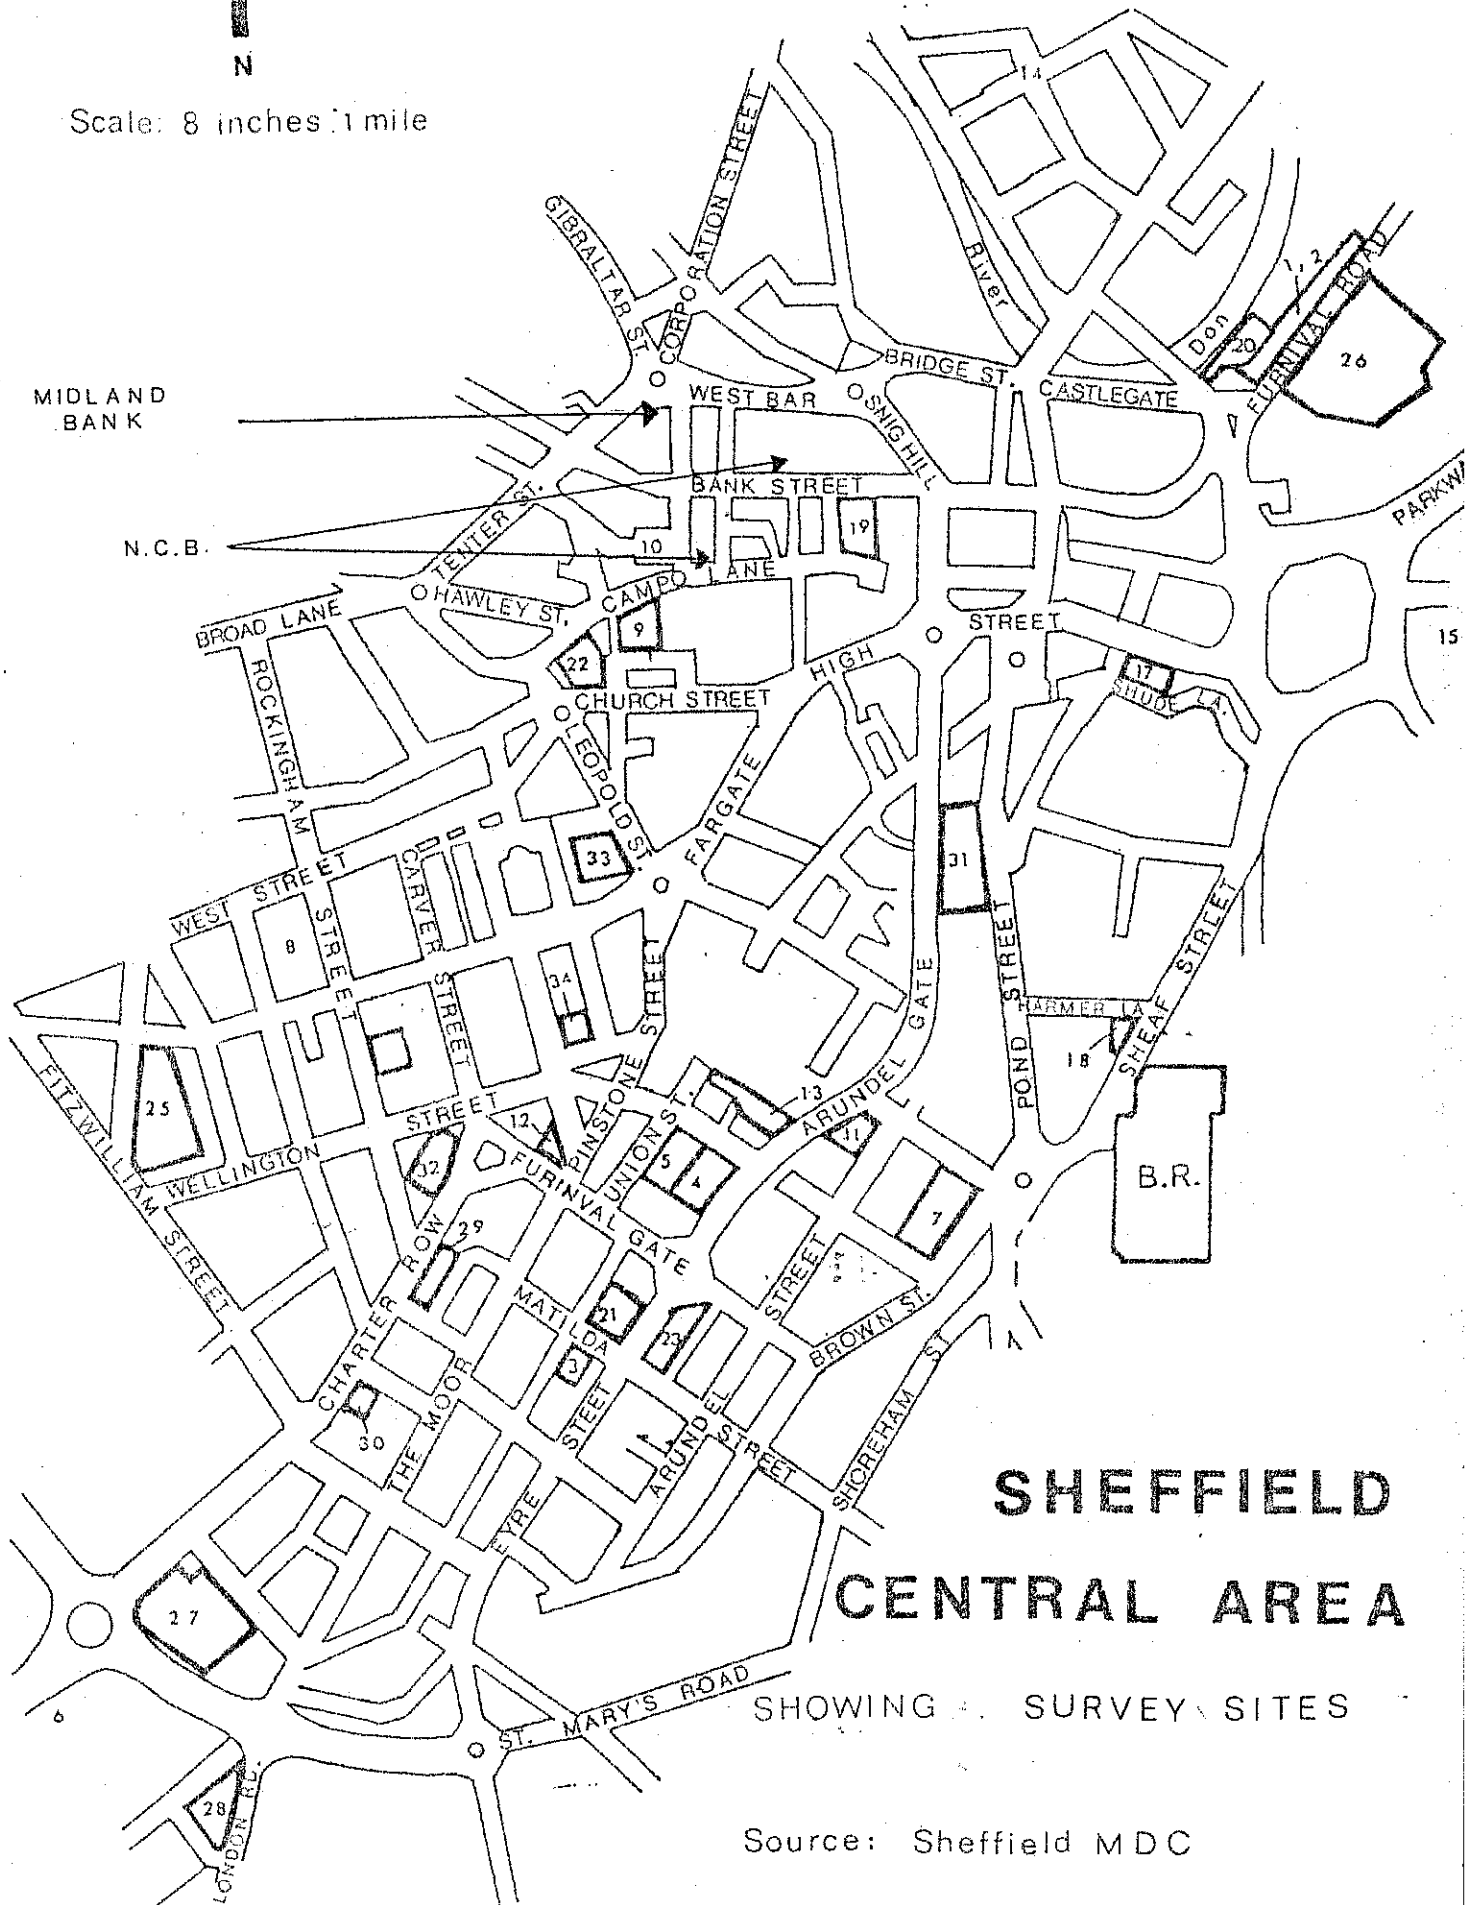 N
Scale: 8 inches : 1 mile
14
GIBRALTAR ST.
CORPORATION STREET
River
Don
1, 2
FURNIVAL ROAD
20
26
MIDLAND
BANK
WEST BAR
BRIDGE ST.
CASTLEGATE
SNIG HILL
BANK STREET
PARKWA
N.C.B.
TENTER ST.
19
10
CAMPO LANE
HAWLEY ST.
BROAD LANE
9
HIGH STREET
15
22
17
SHUDE LA.
CHURCH STREET
ROCKINGHAM STREET
LEOPOLD ST.
FARGATE
33
31
WEST STREET
CARVER STREET
8
34
PINSTONE STREET
ARUNDEL GATE
POND STREET
HARMER LA
SHEAF STREET
18
25
FITZWILLIAM STREET
WELLINGTON STREET
12
13
11
UNION ST.
5
4
32
FURINVAL GATE
7
B.R.
29
CHARTER ROW
MATILDA STEET
21
23
3
STREET
BROWN ST.
30
THE MOOR
ARUNDEL STREET
SHOREHAM ST
EYRE
SHEFFIELD
CENTRAL AREA
27
6
ST. MARY'S ROAD
SHOWING SURVEY SITES
28
LONDON RD.
Source: Sheffield MDC